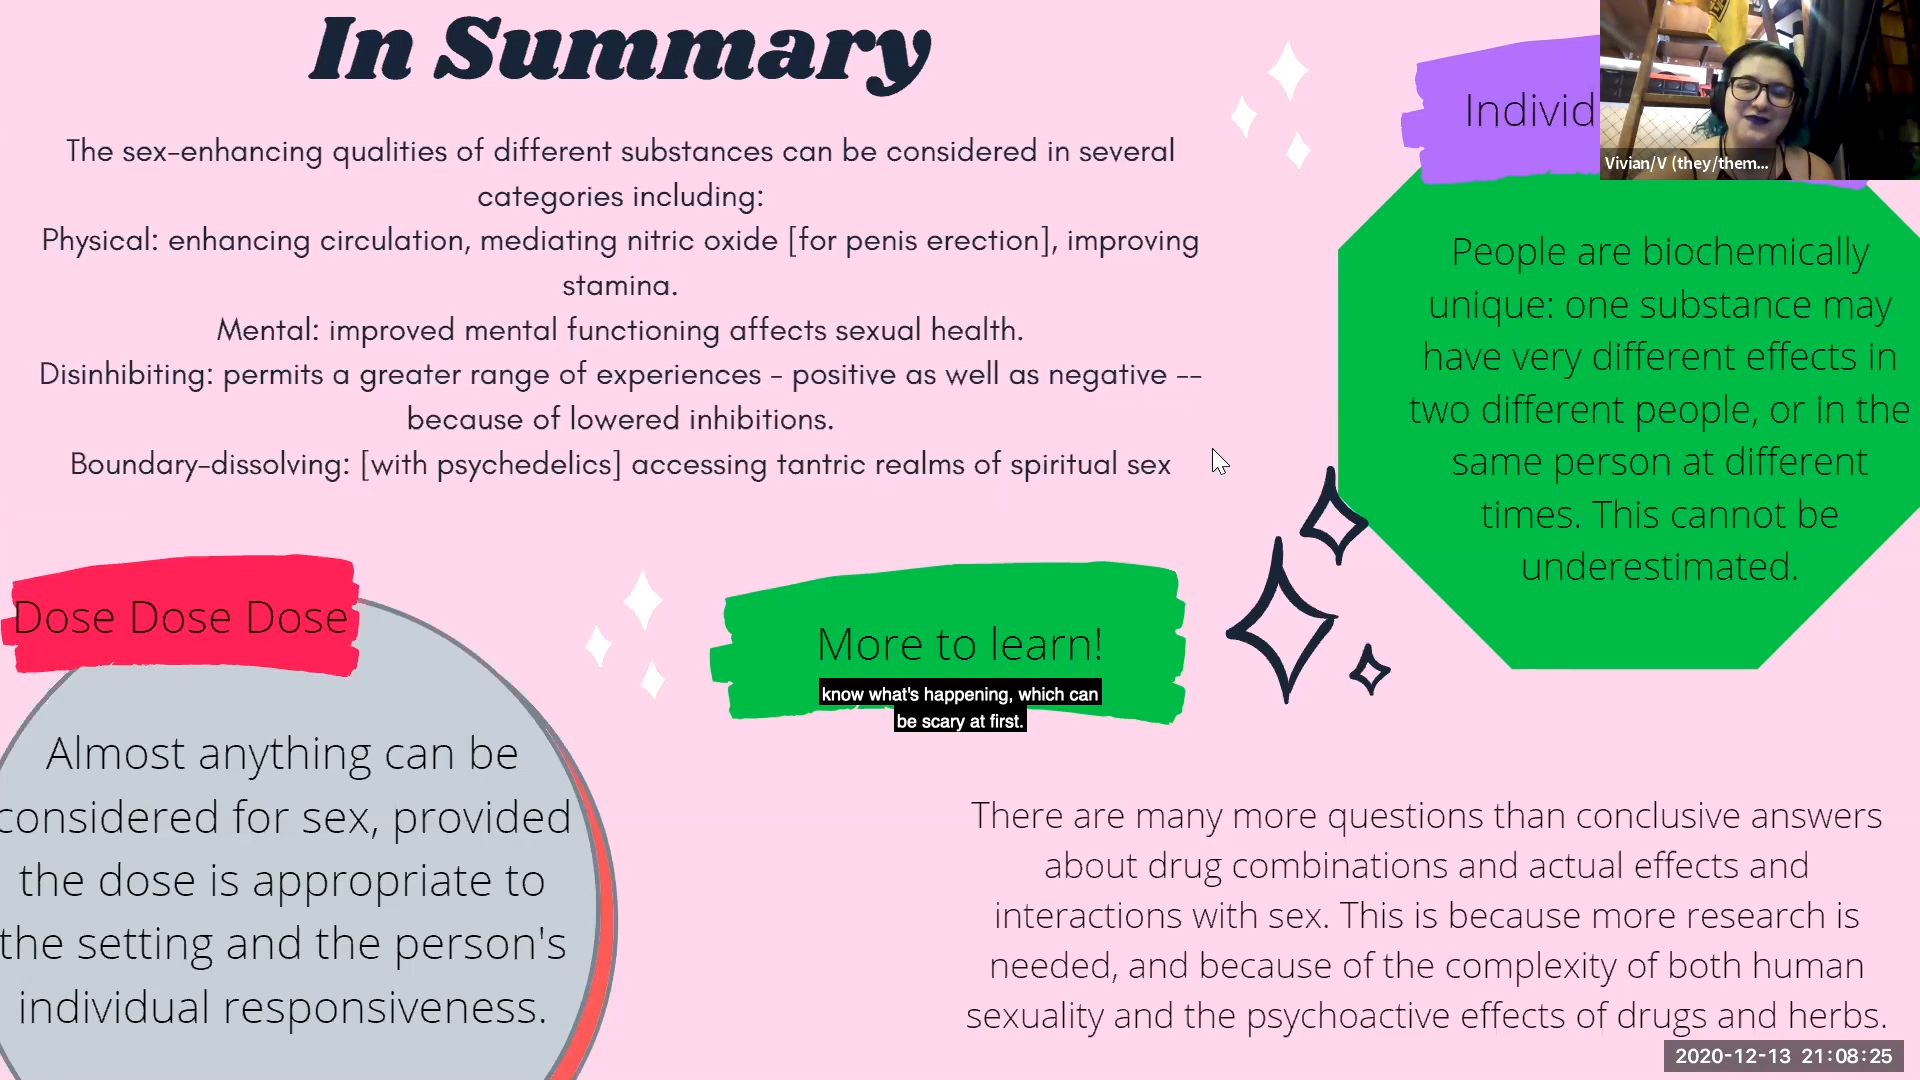 In Summary
The sex-enhancing qualities of different substances can be considered in several
categories including:
Physical: enhancing circulation, mediating nitric oxide [for penis erection], improving
stamina.
Mental: improved mental functioning affects sexual health.
Disinhibiting: permits a greater range of experiences - positive as well as negative --
because of lowered inhibitions.
Boundary-dissolving: [with psychedelics] accessing tantric realms of spiritual sex
Individ
Vivian/V (they/them...
People are biochemically
unique: one substance may
have very different effects in
two different people, or in the
same person at different
times. This cannot be
underestimated.
Dose Dose Dose
Almost anything can be
considered for sex, provided
the dose is appropriate to
the setting and the person's
individual responsiveness.
More to learn!
know what's happening, which can
be scary at first.
There are many more questions than conclusive answers
about drug combinations and actual effects and
interactions with sex. This is because more research is
needed, and because of the complexity of both human
sexuality and the psychoactive effects of drugs and herbs.
2020-12-13 21:08:25